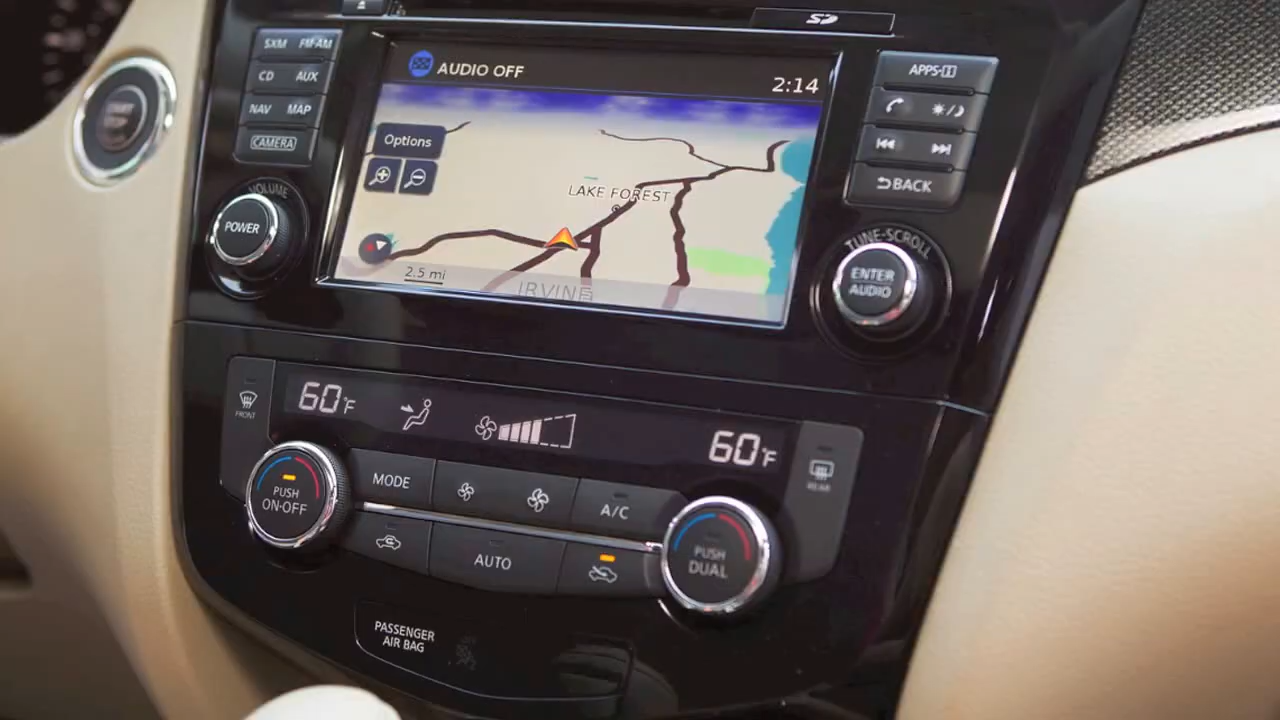 SD
SXM FM·AM
CD AUX
NAV MAP
CAMERA
VOLUME
POWER
AUDIO OFF
2:14
Options
LAKE FOREST
2.5 mi
IRVINE
APPS·i
BACK
TUNE·SCROLL
ENTER
AUDIO
START
STOP
FRONT
60°F
60°F
REAR
PUSH
ON·OFF
MODE
A/C
AUTO
PUSH
DUAL
PASSENGER
AIR BAG